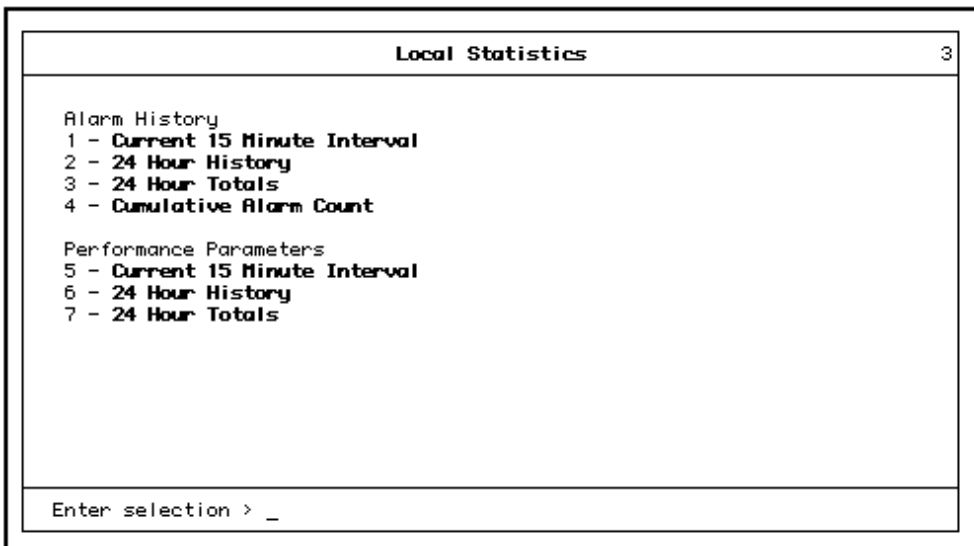 Local Statistics 3
Alarm History
1 - Current 15 Minute Interval
2 - 24 Hour History
3 - 24 Hour Totals
4 - Cumulative Alarm Count
Performance Parameters
5 - Current 15 Minute Interval
6 - 24 Hour History
7 - 24 Hour Totals
Enter selection > _